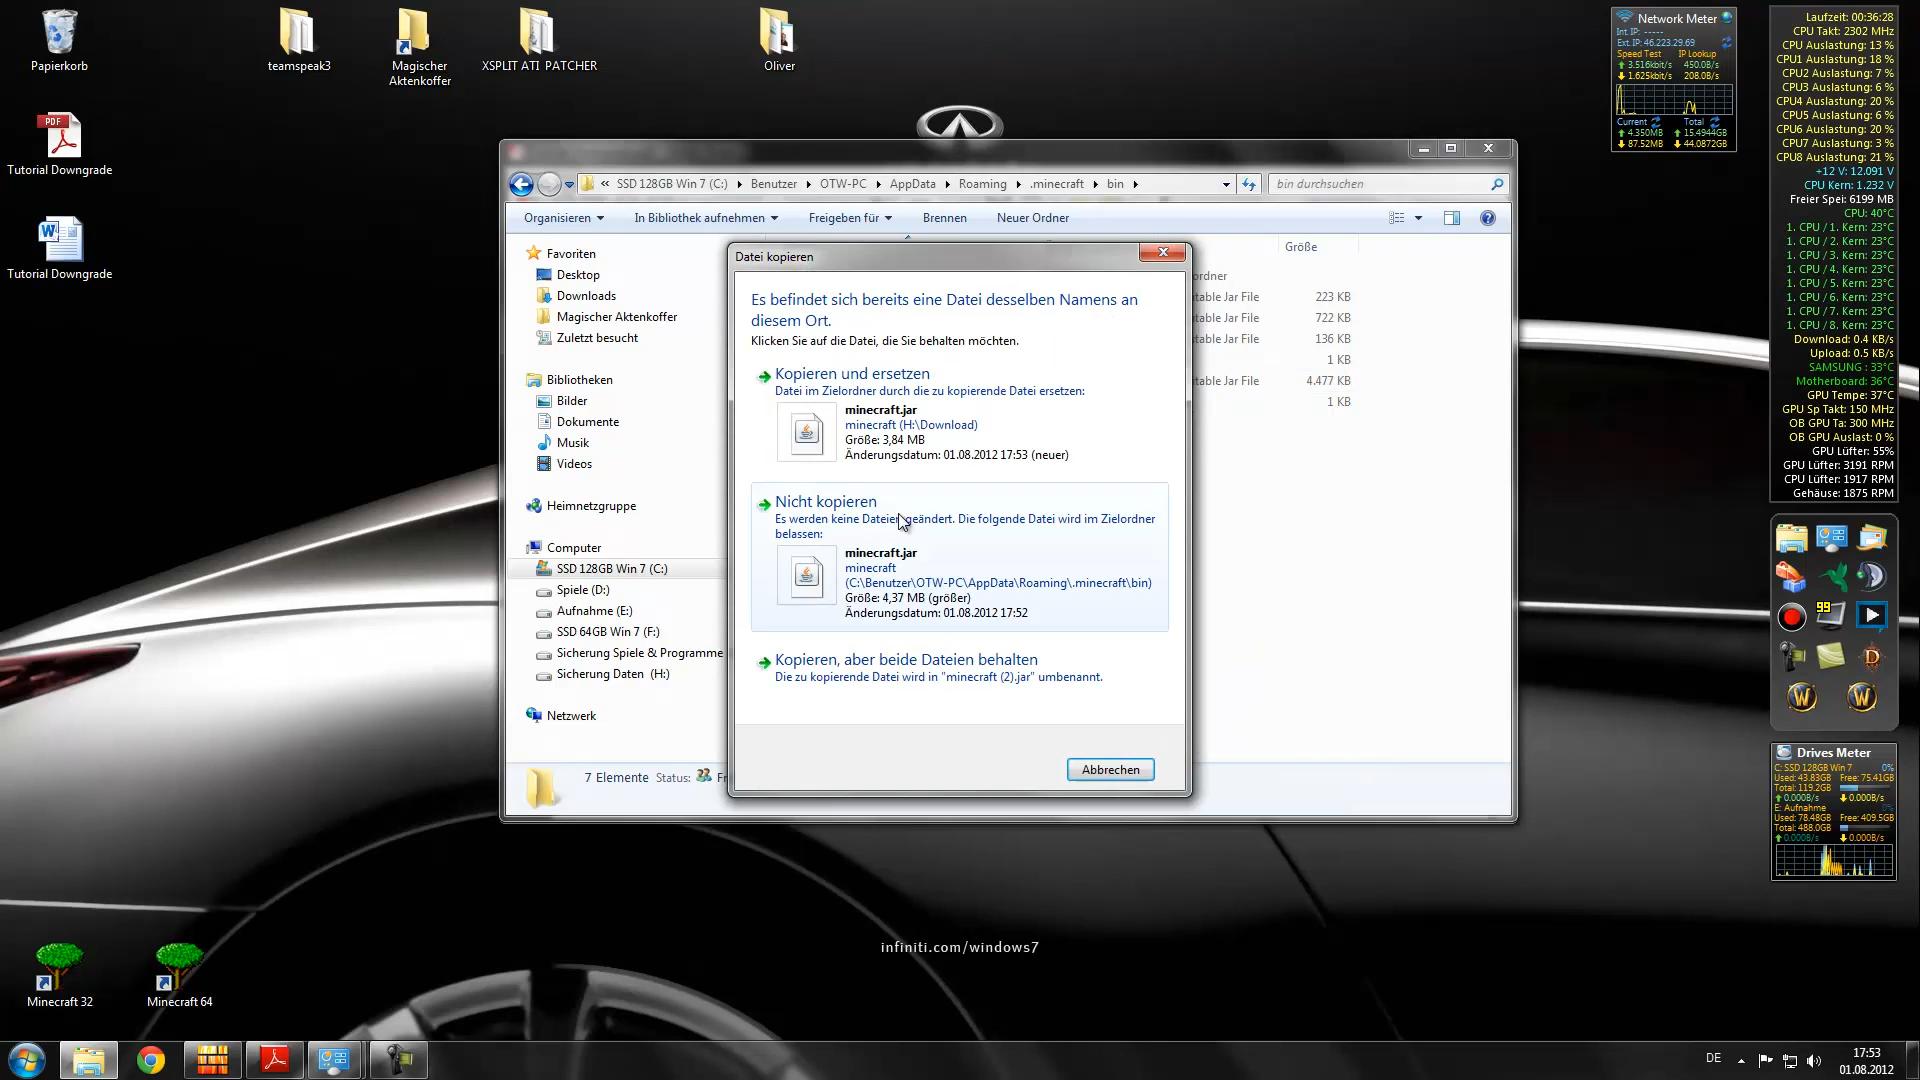 Papierkorb
teamspeak3
Magischer
Aktenkoffer
XSPLIT ATI PATCHER
Oliver
PDF
Tutorial Downgrade
Tutorial Downgrade
Minecraft 32
Minecraft 64
infiniti.com/windows7
« SSD 128GB Win 7 (C:) Benutzer OTW-PC AppData Roaming .minecraft bin
bin durchsuchen
Organisieren In Bibliothek aufnehmen Freigeben für Brennen Neuer Ordner
Favoriten
Desktop
Downloads
Magischer Aktenkoffer
Zuletzt besucht
Bibliotheken
Bilder
Dokumente
Musik
Videos
Heimnetzgruppe
Computer
SSD 128GB Win 7 (C:)
Spiele (D:)
Aufnahme (E:)
SSD 64GB Win 7 (F:)
Sicherung Spiele & Programme
Sicherung Daten (H:)
Netzwerk
7 Elemente Status:
Größe
ordner
table Jar File 223 KB
table Jar File 722 KB
table Jar File 136 KB
1 KB
table Jar File 4.477 KB
1 KB
Datei kopieren
Es befindet sich bereits eine Datei desselben Namens an
diesem Ort.
Klicken Sie auf die Datei, die Sie behalten möchten.
Kopieren und ersetzen
Datei im Zielordner durch die zu kopierende Datei ersetzen:
minecraft.jar
minecraft (H:\Download)
Größe: 3,84 MB
Änderungsdatum: 01.08.2012 17:53 (neuer)
Nicht kopieren
Es werden keine Dateien geändert. Die folgende Datei wird im Zielordner
belassen:
minecraft.jar
minecraft
(C:\Benutzer\OTW-PC\AppData\Roaming\.minecraft\bin)
Größe: 4,37 MB (größer)
Änderungsdatum: 01.08.2012 17:52
Kopieren, aber beide Dateien behalten
Die zu kopierende Datei wird in "minecraft (2).jar" umbenannt.
Abbrechen
Network Meter
Int. IP: -----
Ext. IP: 46.223.29.69
Speed Test IP Lookup
3.516kbit/s 450.0B/s
1.625kbit/s 208.0B/s
Current Total
4.350MB 15.4944GB
87.52MB 44.0872GB
Laufzeit: 00:36:28
CPU Takt: 2302 MHz
CPU Auslastung: 13 %
CPU1 Auslastung: 18 %
CPU2 Auslastung: 7 %
CPU3 Auslastung: 6 %
CPU4 Auslastung: 20 %
CPU5 Auslastung: 6 %
CPU6 Auslastung: 20 %
CPU7 Auslastung: 3 %
CPU8 Auslastung: 21 %
+12 V: 12.091 V
CPU Kern: 1.232 V
Freier Spei: 6199 MB
CPU: 40°C
1. CPU / 1. Kern: 23°C
1. CPU / 2. Kern: 23°C
1. CPU / 3. Kern: 23°C
1. CPU / 4. Kern: 23°C
1. CPU / 5. Kern: 23°C
1. CPU / 6. Kern: 23°C
1. CPU / 7. Kern: 23°C
1. CPU / 8. Kern: 23°C
Download: 0.4 KB/s
Upload: 0.5 KB/s
SAMSUNG : 33°C
Motherboard: 36°C
GPU Tempe: 37°C
GPU Sp Takt: 150 MHz
OB GPU Ta: 300 MHz
OB GPU Auslast: 0 %
GPU Lüfter: 55%
GPU Lüfter: 3191 RPM
CPU Lüfter: 1917 RPM
Gehäuse: 1875 RPM
99
Drives Meter
C: SSD 128GB Win 7 0%
Used: 43.83GB Free: 75.41GB
Total: 119.2GB
0.000B/s 0.000B/s
E: Aufnahme 0%
Used: 78.48GB Free: 409.5GB
Total: 488.0GB
0.000B/s 0.000B/s
DE
17:53
01.08.2012